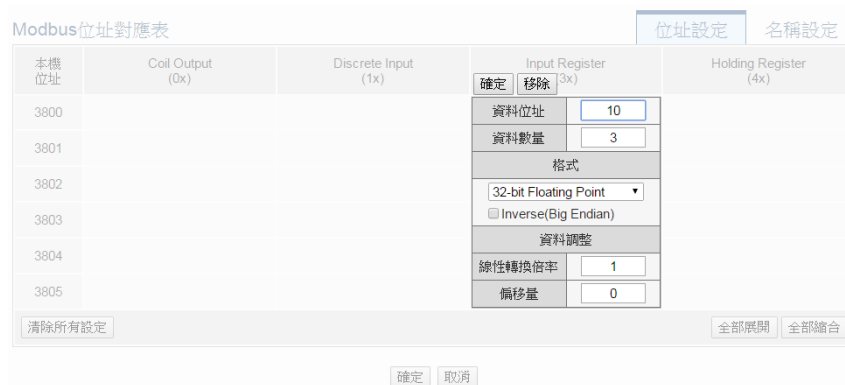 Modbus位址對應表 位址設定 名稱設定
本機位址 Coil Output (0x) Discrete Input (1x) Input Register 3x) Holding Register (4x)
確定 移除
3800 資料位址 10
3801 資料數量 3
格式
3802 32-bit Floating Point
3803 Inverse(Big Endian)
資料調整
3804 線性轉換倍率 1
3805 偏移量 0
清除所有設定 全部展開 全部縮合
確定 取消